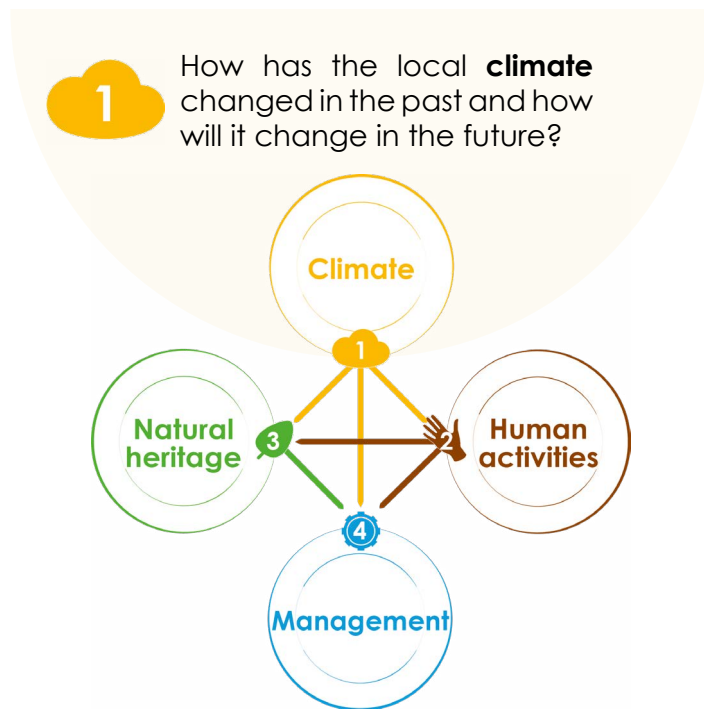 1
How has the local climate
changed in the past and how
will it change in the future?
Climate
1
Natural
heritage
3
2
Human
activities
4
Management